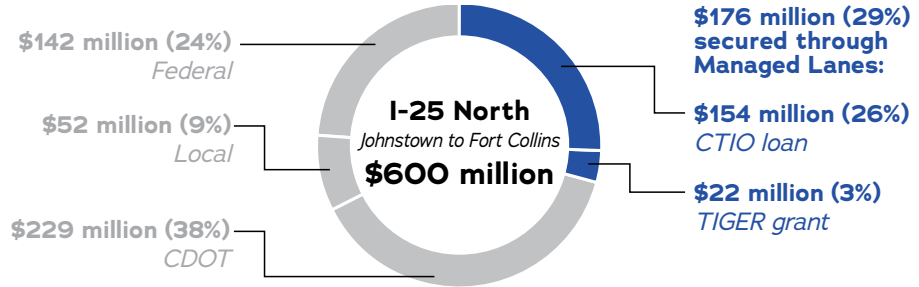 $142 million (24%)
Federal
$52 million (9%)
Local
$229 million (38%)
CDOT
I-25 North
Johnstown to Fort Collins
$600 million
$176 million (29%)
secured through
Managed Lanes:
$154 million (26%)
CTIO loan
$22 million (3%)
TIGER grant